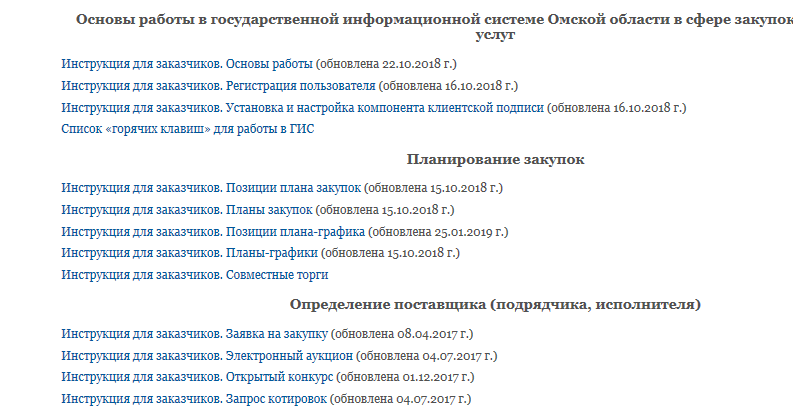 Основы работы в государственной информационной системе Омской области в сфере закупок
услуг
Инструкция для заказчиков. Основы работы (обновлена 22.10.2018 г.)
Инструкция для заказчиков. Регистрация пользователя (обновлена 16.10.2018 г.)
Инструкция для заказчиков. Установка и настройка компонента клиентской подписи (обновлена 16.10.2018 г.)
Список «горячих клавиш» для работы в ГИС
Планирование закупок
Инструкция для заказчиков. Позиции плана закупок (обновлена 15.10.2018 г.)
Инструкция для заказчиков. Планы закупок (обновлена 15.10.2018 г.)
Инструкция для заказчиков. Позиции плана-графика (обновлена 25.01.2019 г.)
Инструкция для заказчиков. Планы-графики (обновлена 15.10.2018 г.)
Инструкция для заказчиков. Совместные торги
Определение поставщика (подрядчика, исполнителя)
Инструкция для заказчиков. Заявка на закупку (обновлена 08.04.2017 г.)
Инструкция для заказчиков. Электронный аукцион (обновлена 04.07.2017 г.)
Инструкция для заказчиков. Открытый конкурс (обновлена 01.12.2017 г.)
Инструкция для заказчиков. Запрос котировок (обновлена 04.07.2017 г.)